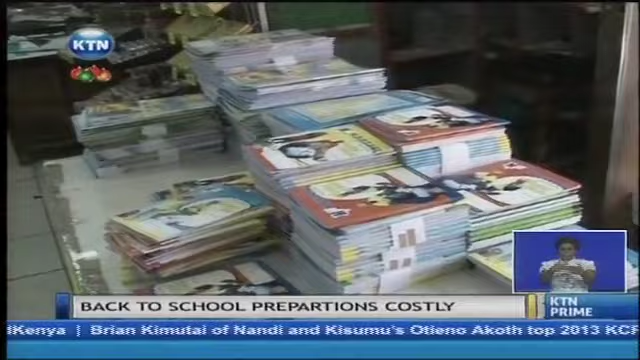 KTN
BACK TO SCHOOL PREPARTIONS COSTLY
KTN
PRIME
dKenya | Brian Kimutai of Nandi and Kisumu's Otieno Akoth top 2013 KCP